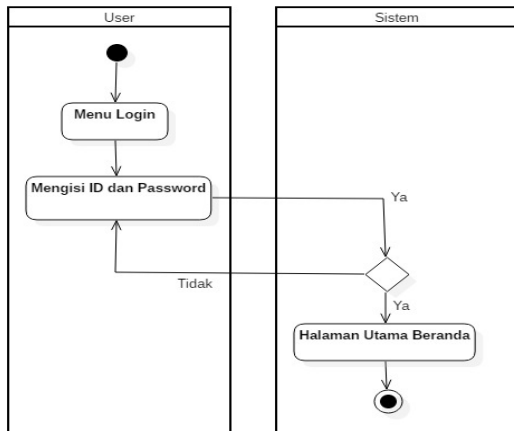 User
Sistem
Menu Login
Mengisi ID dan Password
Ya
Tidak
Ya
Halaman Utama Beranda